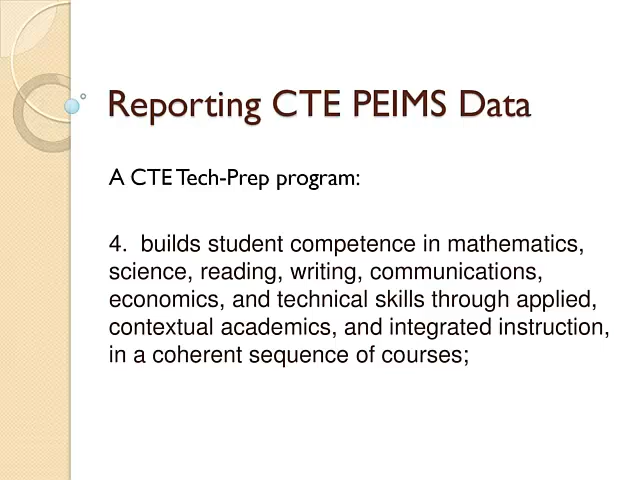 Reporting CTE PEIMS Data
A CTE Tech-Prep program:
4.  builds student competence in mathematics,
science, reading, writing, communications,
economics, and technical skills through applied,
contextual academics, and integrated instruction,
in a coherent sequence of courses;